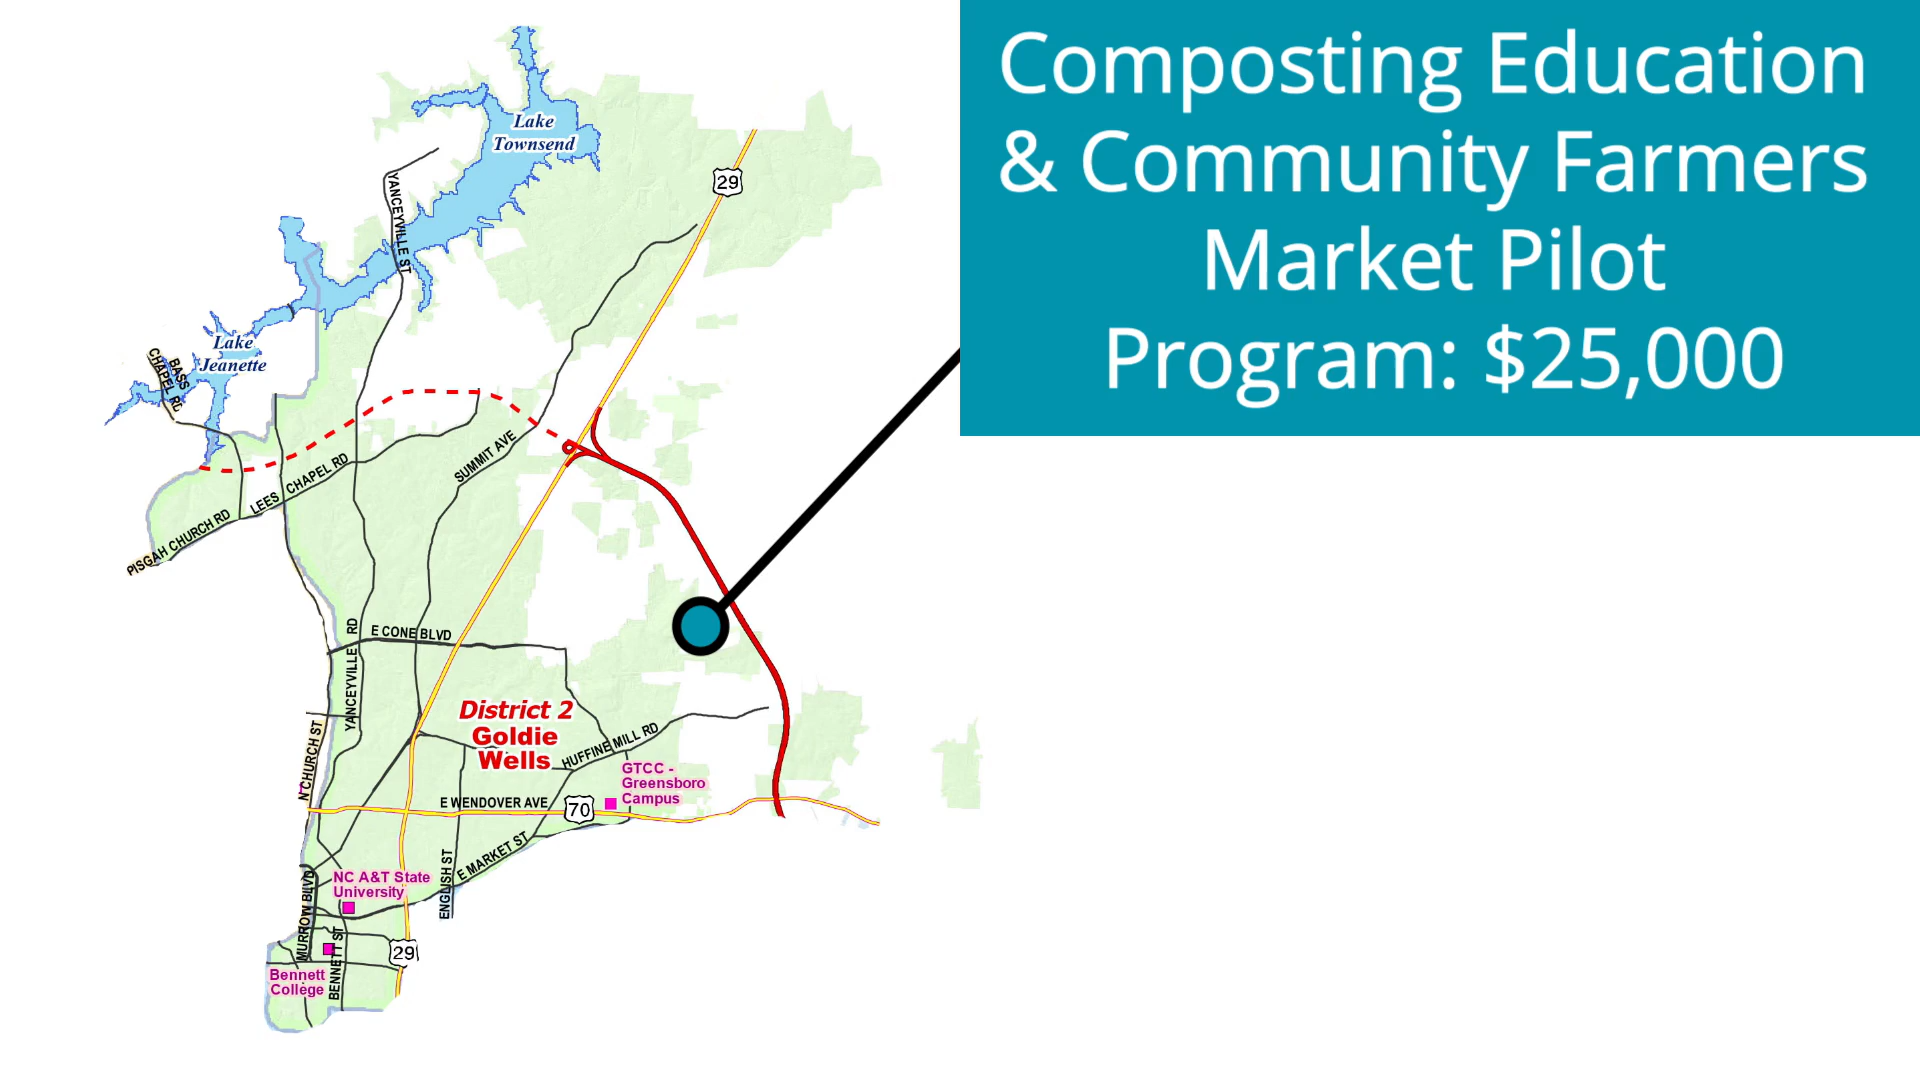 Composting Education
& Community Farmers
Market Pilot
Program: $25,000
Lake
Townsend
29
YANCEYVILLE ST
Lake
Jeanette
BASS
CHAPEL RD
SUMMIT AVE
LEES CHAPEL RD
PISGAH CHURCH RD
E CONE BLVD
YANCEYVILLE RD
District 2
Goldie
Wells
N CHURCH ST
HUFFINE MILL RD
GTCC -
Greensboro
Campus
E WENDOVER AVE
70
E MARKET ST
ENGLISH ST
NC A&T State
University
MURROW BLVD
BENNETT ST
29
Bennett
College